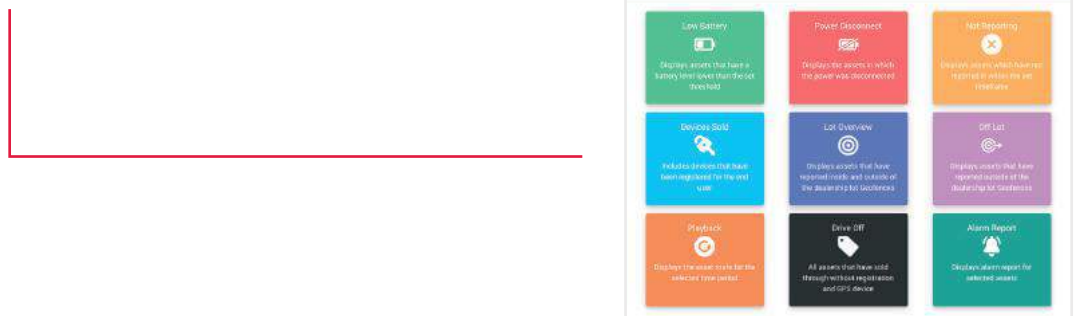 Low Battery
Displays assets that have a
battery level lower than the set
threshold
Power Disconnect
Displays the assets in which
the power was disconnected
Not Reporting
Displays assets which have not
reported in within the set
timeframe
Devices Sold
Includes devices that have
been registered for the end
user
Lot Overview
Displays assets that have
reported inside and outside of
the dealership lot Geofences
Off Lot
Displays assets that have
reported outside of the
dealership lot Geofences
Playback
Displays the asset trails for the
selected time period
Drive Off
All assets that have sold
through without registration
and GPS device
Alarm Report
Displays alarm report for
selected assets